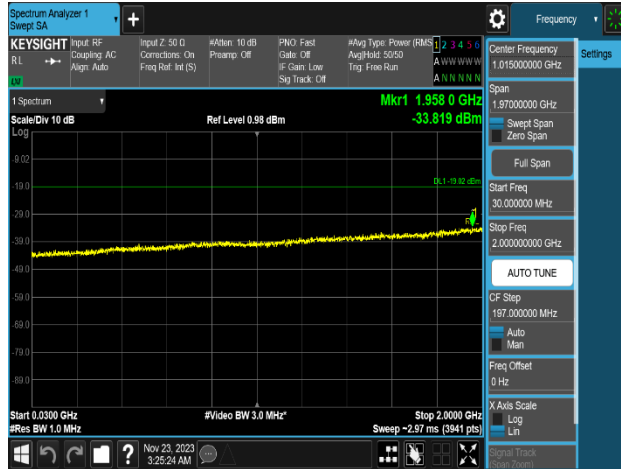 Spectrum Analyzer 1
Swept SA
Frequency
KEYSIGHT
RL
Input: RF
Coupling: AC
Align: Auto
Input Z: 50 Ω
Corrections: On
Freq Ref: Int (S)
#Atten: 10 dB
Preamp: Off
PNO: Fast
Gate: Off
IF Gain: Low
Sig Track: Off
#Avg Type: Power (RMS
Avg|Hold: 50/50
Trig: Free Run
1 2 3 4 5 6
A W W W W W
A N N N N N
1 Spectrum
Scale/Div 10 dB
Log
Ref Level 0.98 dBm
Mkr1 1.958 0 GHz
-33.819 dBm
-9.02
-19.0
DL1 -19.02 dBm
-29.0
-39.0
-49.0
-59.0
-69.0
-79.0
-89.0
Start 0.0300 GHz
#Res BW 1.0 MHz
#Video BW 3.0 MHz*
Stop 2.0000 GHz
Sweep ~2.97 ms (3941 pts)
Nov 23, 2023
3:25:24 AM
Settings
Center Frequency
1.015000000 GHz
Span
1.97000000 GHz
Swept Span
Zero Span
Full Span
Start Freq
30.000000 MHz
Stop Freq
2.000000000 GHz
AUTO TUNE
CF Step
197.000000 MHz
Auto
Man
Freq Offset
0 Hz
X Axis Scale
Log
Lin
Signal Track
(Span Zoom)